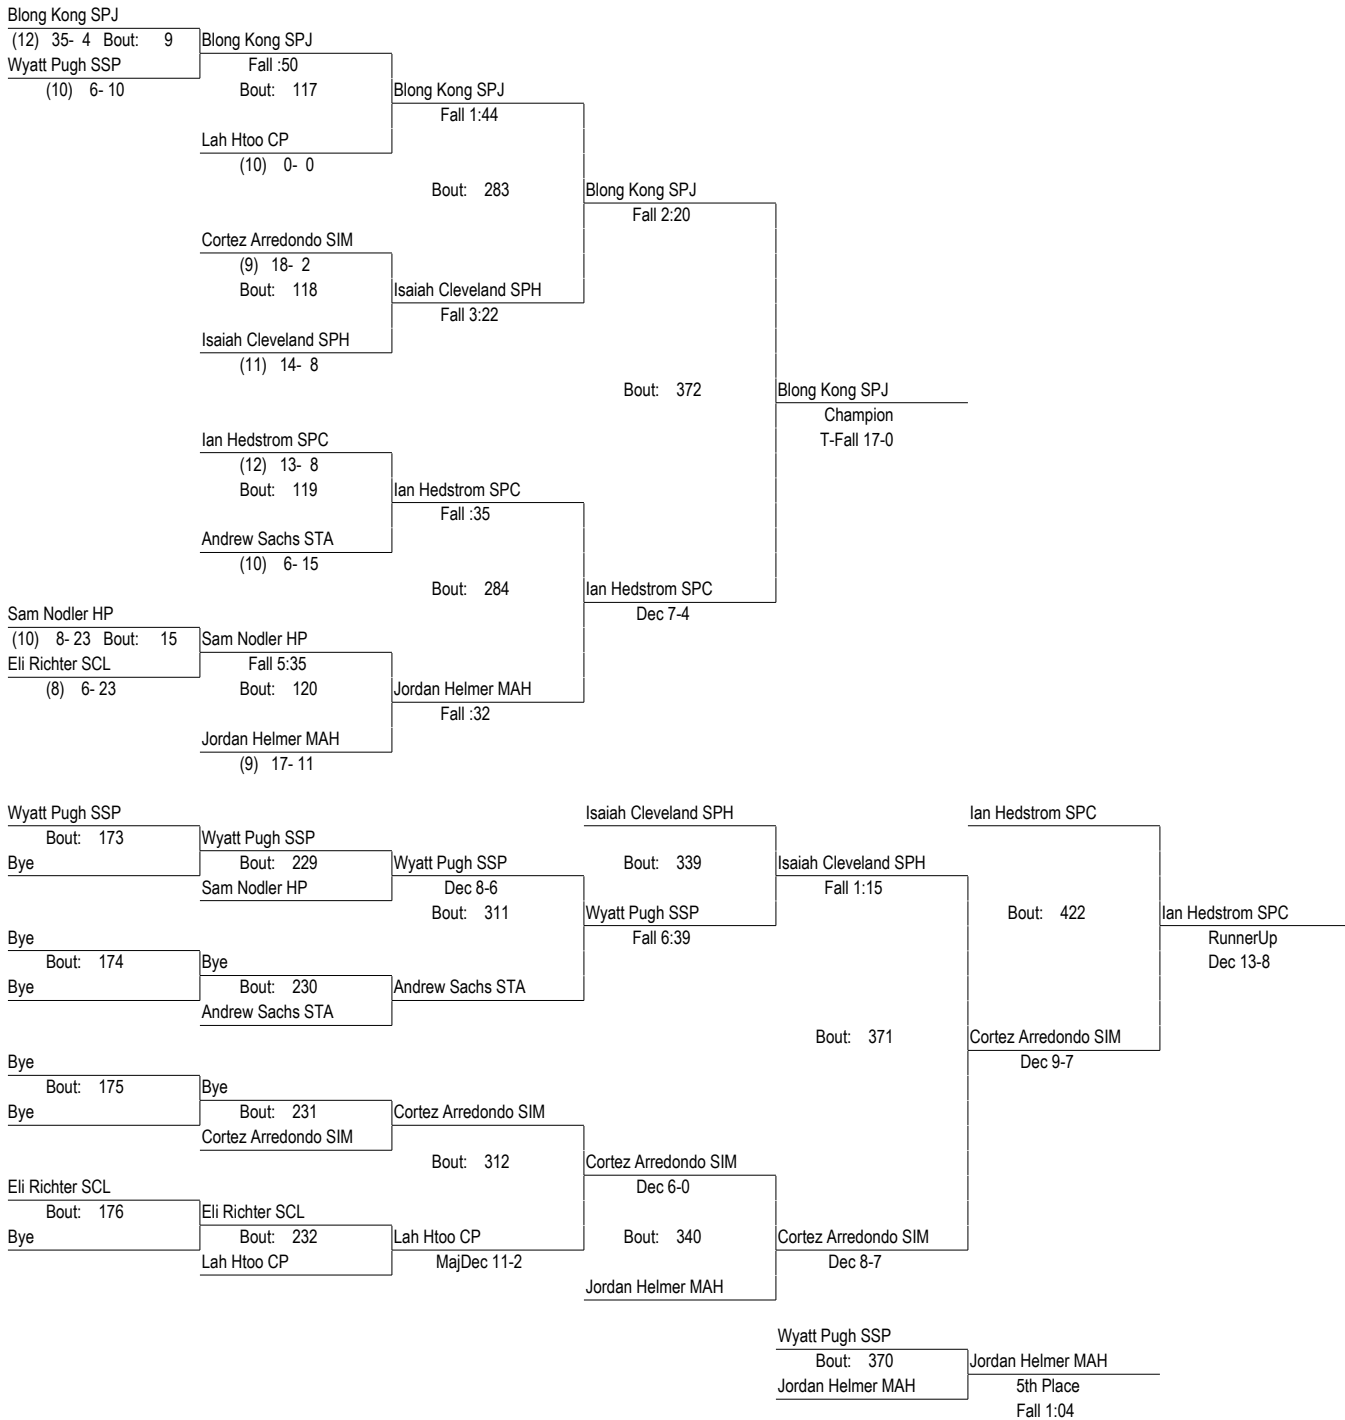 Blong Kong SPJ
(12) 35- 4 Bout: 9 Blong Kong SPJ
Wyatt Pugh SSP Fall :50
(10) 6- 10 Bout: 117 Blong Kong SPJ
Fall 1:44
Lah Htoo CP
(10) 0- 0
Bout: 283 Blong Kong SPJ
Fall 2:20
Cortez Arredondo SIM
(9) 18- 2
Bout: 118 Isaiah Cleveland SPH
Fall 3:22
Isaiah Cleveland SPH
(11) 14- 8
Bout: 372 Blong Kong SPJ
Champion
Ian Hedstrom SPC T-Fall 17-0
(12) 13- 8
Bout: 119 Ian Hedstrom SPC
Fall :35
Andrew Sachs STA
(10) 6- 15
Bout: 284 Ian Hedstrom SPC
Sam Nodler HP Dec 7-4
(10) 8- 23 Bout: 15 Sam Nodler HP
Eli Richter SCL Fall 5:35
(8) 6- 23 Bout: 120 Jordan Helmer MAH
Fall :32
Jordan Helmer MAH
(9) 17- 11
Wyatt Pugh SSP Isaiah Cleveland SPH Ian Hedstrom SPC
Bout: 173 Wyatt Pugh SSP
Bye Bout: 229 Wyatt Pugh SSP Bout: 339 Isaiah Cleveland SPH
Sam Nodler HP Dec 8-6 Fall 1:15
Bout: 311 Wyatt Pugh SSP Bout: 422 Ian Hedstrom SPC
Bye Fall 6:39 RunnerUp
Bout: 174 Bye Dec 13-8
Bye Bout: 230 Andrew Sachs STA
Andrew Sachs STA
Bout: 371 Cortez Arredondo SIM
Bye Dec 9-7
Bout: 175 Bye
Bye Bout: 231 Cortez Arredondo SIM
Cortez Arredondo SIM
Bout: 312 Cortez Arredondo SIM
Eli Richter SCL Dec 6-0
Bout: 176 Eli Richter SCL
Bye Bout: 232 Lah Htoo CP Bout: 340 Cortez Arredondo SIM
Lah Htoo CP MajDec 11-2 Dec 8-7
Jordan Helmer MAH
Wyatt Pugh SSP
Bout: 370 Jordan Helmer MAH
Jordan Helmer MAH 5th Place
Fall 1:04